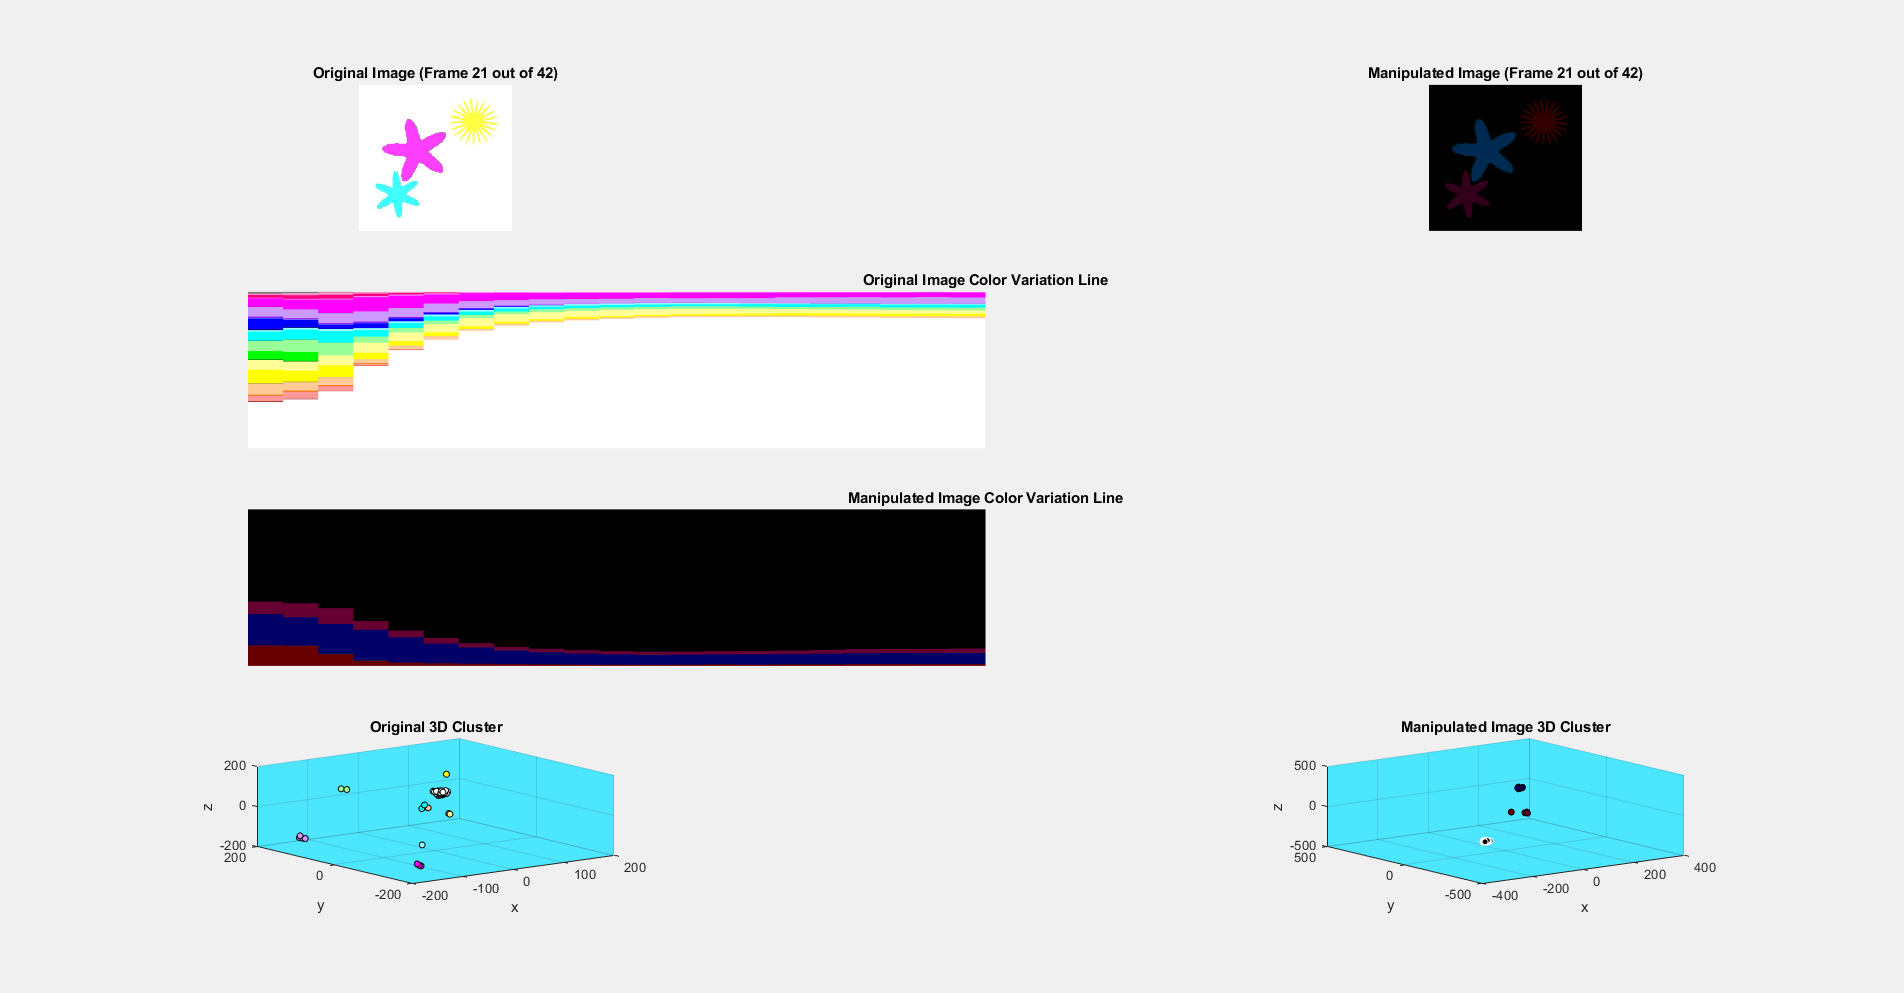 Original Image (Frame 21 out of 42)
Manipulated Image (Frame 21 out of 42)
Original Image Color Variation Line
Manipulated Image Color Variation Line
Original 3D Cluster
200
0
-200
z
200
0
-200
y
-200
-100
0
100
200
x
Manipulated Image 3D Cluster
500
0
-500
z
500
0
-500
y
-400
-200
0
200
400
x